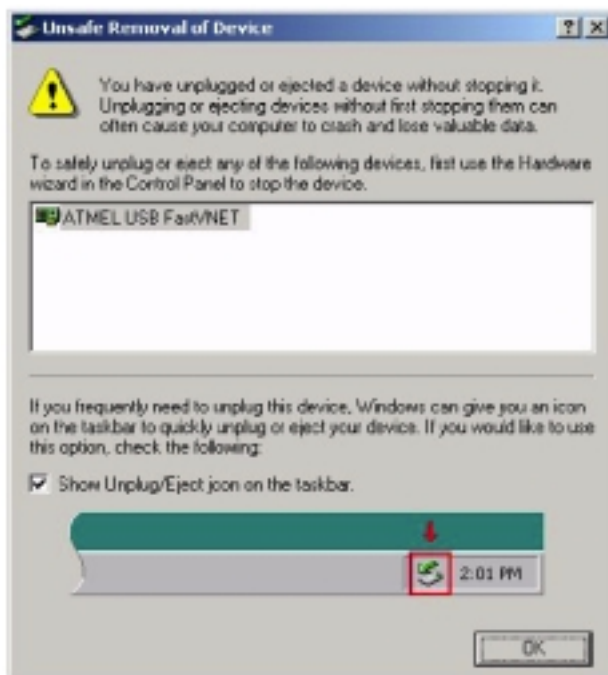 Unsafe Removal of Device
You have unplugged or ejected a device without stopping it.
Unplugging or ejecting devices without first stopping them can
often cause your computer to crash and lose valuable data.
To safely unplug or eject any of the following devices, first use the Hardware
wizard in the Control Panel to stop the device.
ATMEL USB FastVNET
If you frequently need to unplug this device, Windows can give you an icon
on the taskbar to quickly unplug or eject your device. If you would like to use
this option, check the following:
Show Unplug/Eject icon on the taskbar.
2:01 PM
OK